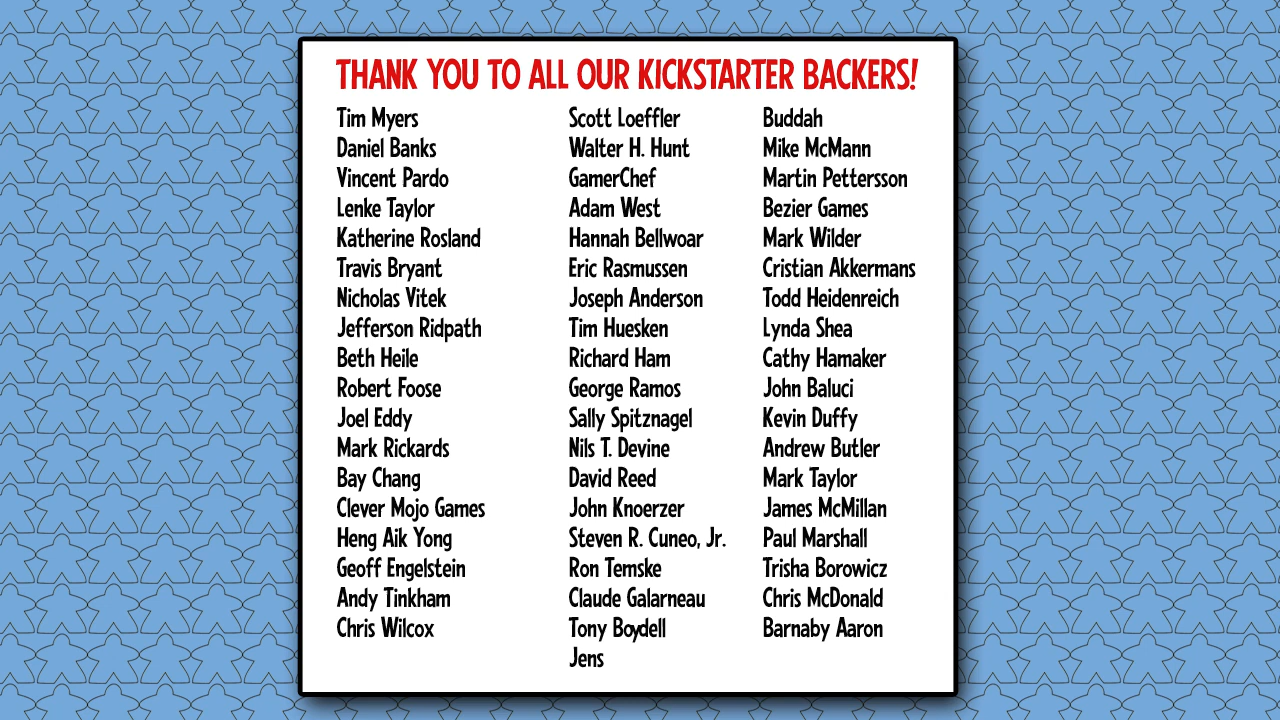 THANK YOU TO ALL OUR KICKSTARTER BACKERS!
Tim Myers
Daniel Banks
Vincent Pardo
Lenke Taylor
Katherine Rosland
Travis Bryant
Nicholas Vitek
Jefferson Ridpath
Beth Heile
Robert Foose
Joel Eddy
Mark Rickards
Bay Chang
Clever Mojo Games
Heng Aik Yong
Geoff Engelstein
Andy Tinkham
Chris Wilcox
Scott Loeffler
Walter H. Hunt
GamerChef
Adam West
Hannah Bellwoar
Eric Rasmussen
Joseph Anderson
Tim Huesken
Richard Ham
George Ramos
Sally Spitznagel
Nils T. Devine
David Reed
John Knoerzer
Steven R. Cuneo, Jr.
Ron Temske
Claude Galarneau
Tony Boydell
Jens
Buddah
Mike McMann
Martin Pettersson
Bezier Games
Mark Wilder
Cristian Akkermans
Todd Heidenreich
Lynda Shea
Cathy Hamaker
John Baluci
Kevin Duffy
Andrew Butler
Mark Taylor
James McMillan
Paul Marshall
Trisha Borowicz
Chris McDonald
Barnaby Aaron